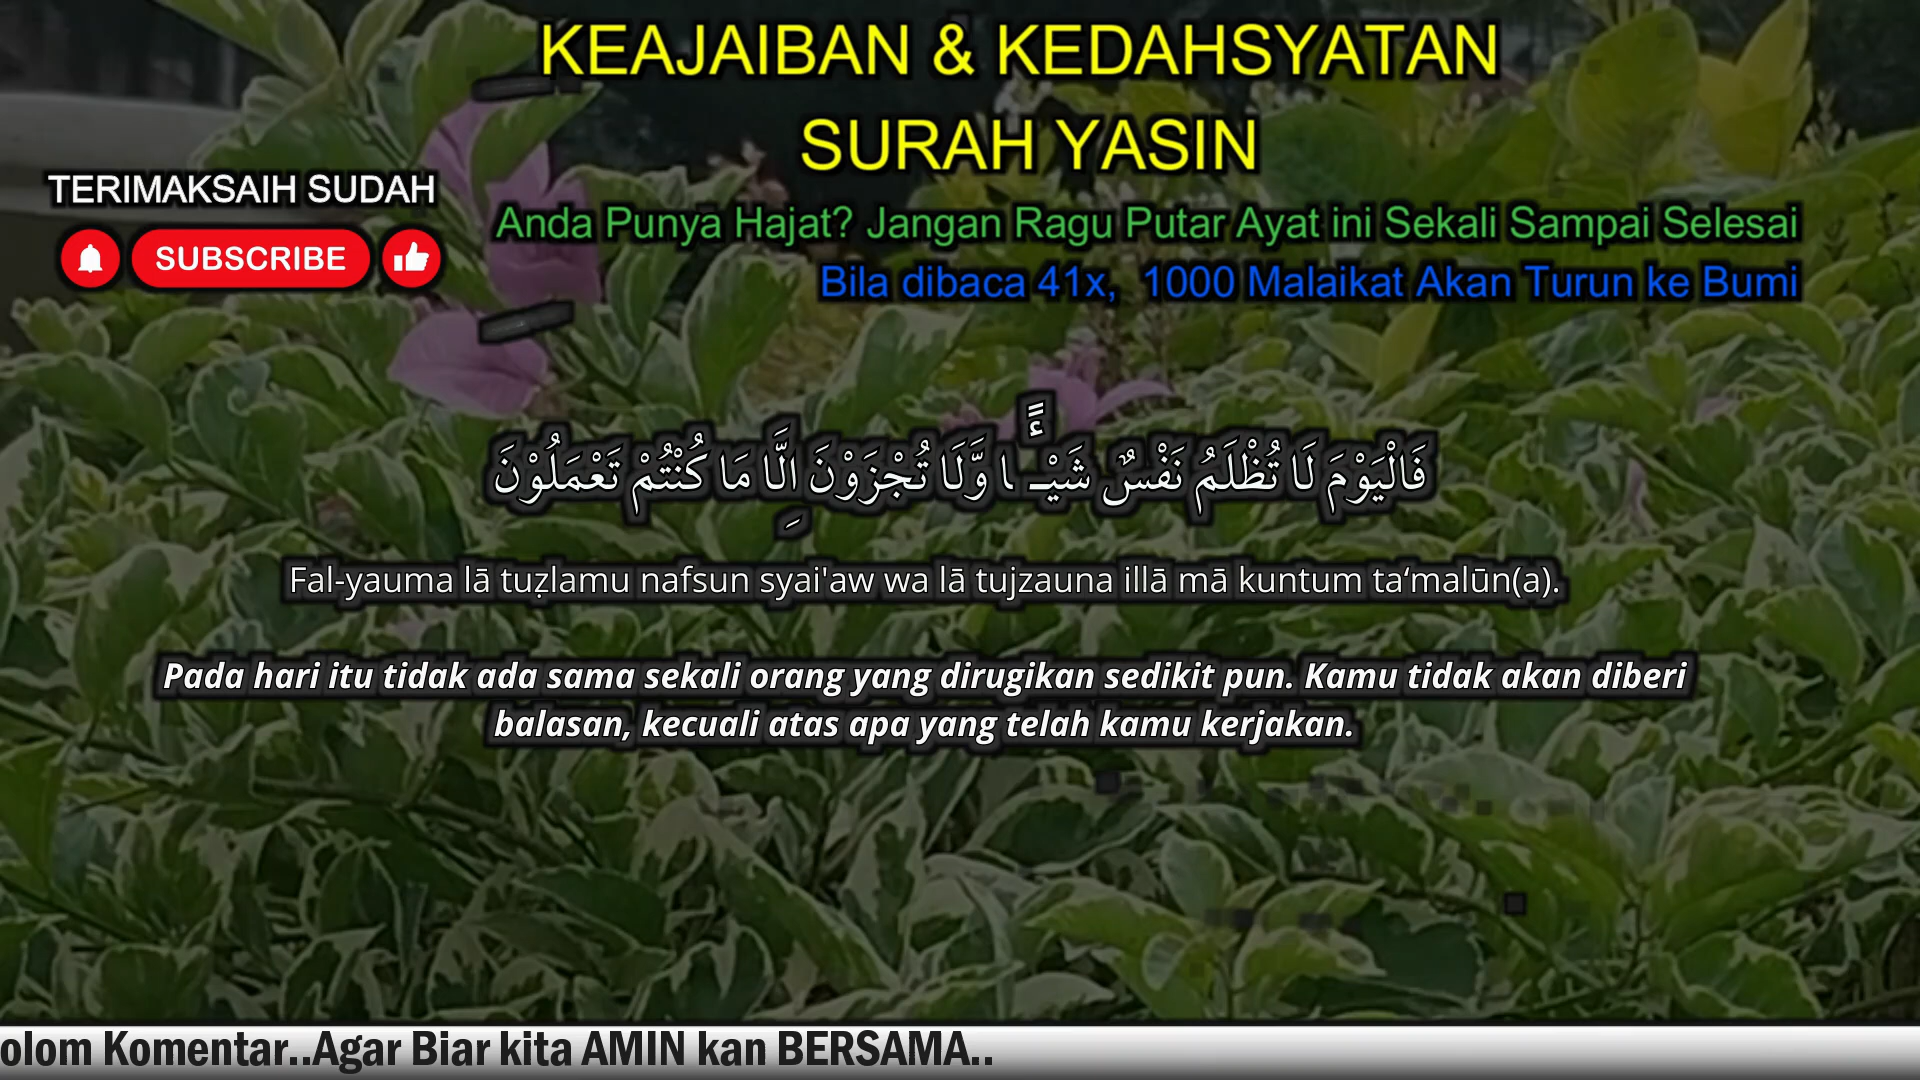 KEAJAIBAN & KEDAHSYATAN
SURAH YASIN
TERIMAKSAIH SUDAH
SUBSCRIBE
Anda Punya Hajat? Jangan Ragu Putar Ayat ini Sekali Sampai Selesai
Bila dibaca 41x, 1000 Malaikat Akan Turun ke Bumi
فَالْيَوْمَ لَا تُظْلَمُ نَفْسٌ شَيْـًٔا وَّلَا تُجْزَوْنَ اِلَّا مَا كُنْتُمْ تَعْمَلُوْنَ
Fal-yauma lā tuẓlamu nafsun syai'aw wa lā tujzauna illā mā kuntum ta‘malūn(a).
Pada hari itu tidak ada sama sekali orang yang dirugikan sedikit pun. Kamu tidak akan diberi
balasan, kecuali atas apa yang telah kamu kerjakan.
olom Komentar..Agar Biar kita AMIN kan BERSAMA..